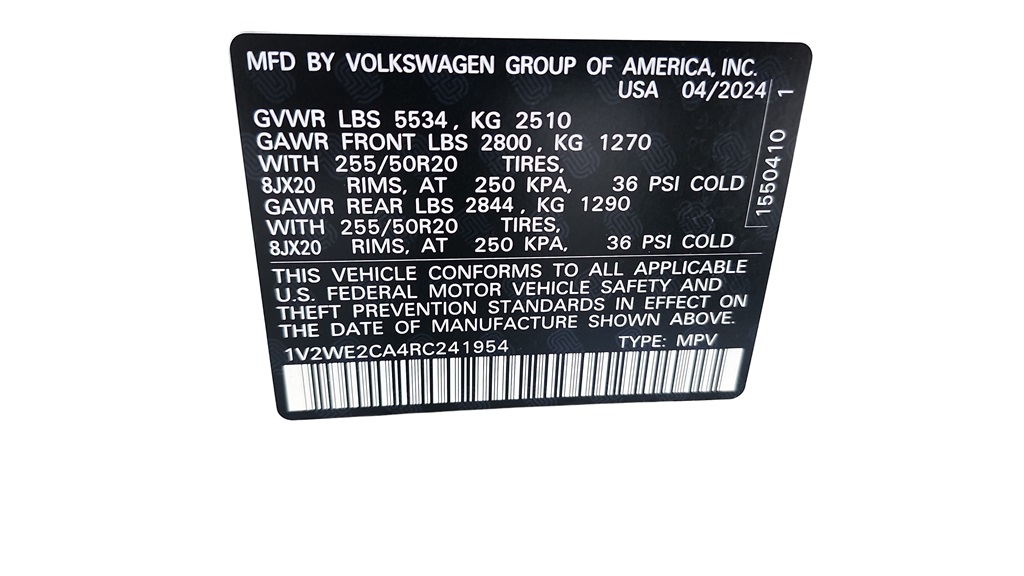 MFD BY VOLKSWAGEN GROUP OF AMERICA, INC.
USA 04/2024
GVWR LBS 5534, KG 2510
GAWR FRONT LBS 2800, KG 1270
WITH 255/50R20 TIRES,
8JX20 RIMS, AT 250 KPA, 36 PSI COLD
GAWR REAR LBS 2844, KG 1290
WITH 255/50R20 TIRES,
8JX20 RIMS, AT 250 KPA, 36 PSI COLD
1550410 1
THIS VEHICLE CONFORMS TO ALL APPLICABLE
U.S. FEDERAL MOTOR VEHICLE SAFETY AND
THEFT PREVENTION STANDARDS IN EFFECT ON
THE DATE OF MANUFACTURE SHOWN ABOVE.
1V2WE2CA4RC241954 TYPE: MPV